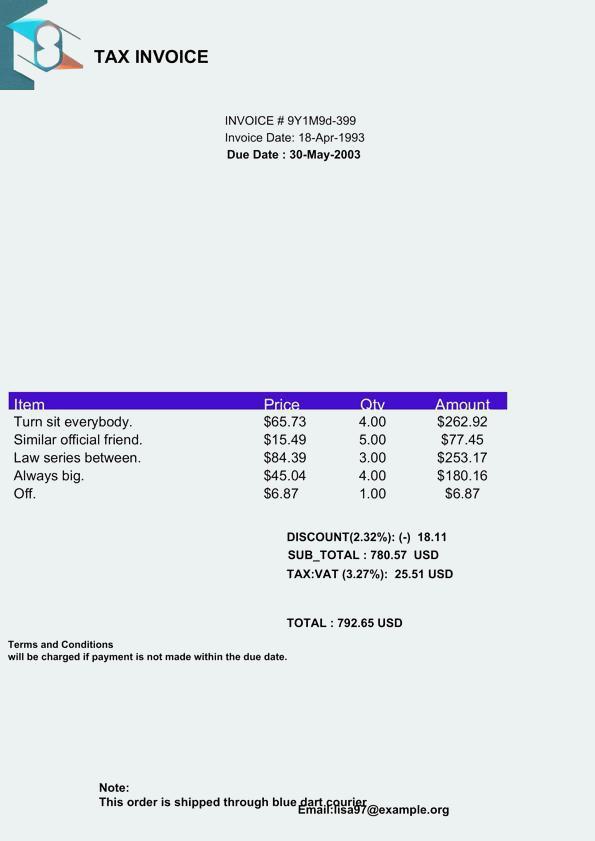 TAX INVOICE
INVOICE # 9Y1M9d-399
Invoice Date: 18-Apr-1993
Due Date : 30-May-2003
Item Price Qty Amount
Turn sit everybody. $65.73 4.00 $262.92
Similar official friend. $15.49 5.00 $77.45
Law series between. $84.39 3.00 $253.17
Always big. $45.04 4.00 $180.16
Off. $6.87 1.00 $6.87
DISCOUNT(2.32%): (-) 18.11
SUB_TOTAL : 780.57 USD
TAX:VAT (3.27%): 25.51 USD
TOTAL : 792.65 USD
Terms and Conditions
will be charged if payment is not made within the due date.
Note:
This order is shipped through blue dart courier
Email:lisa97@example.org